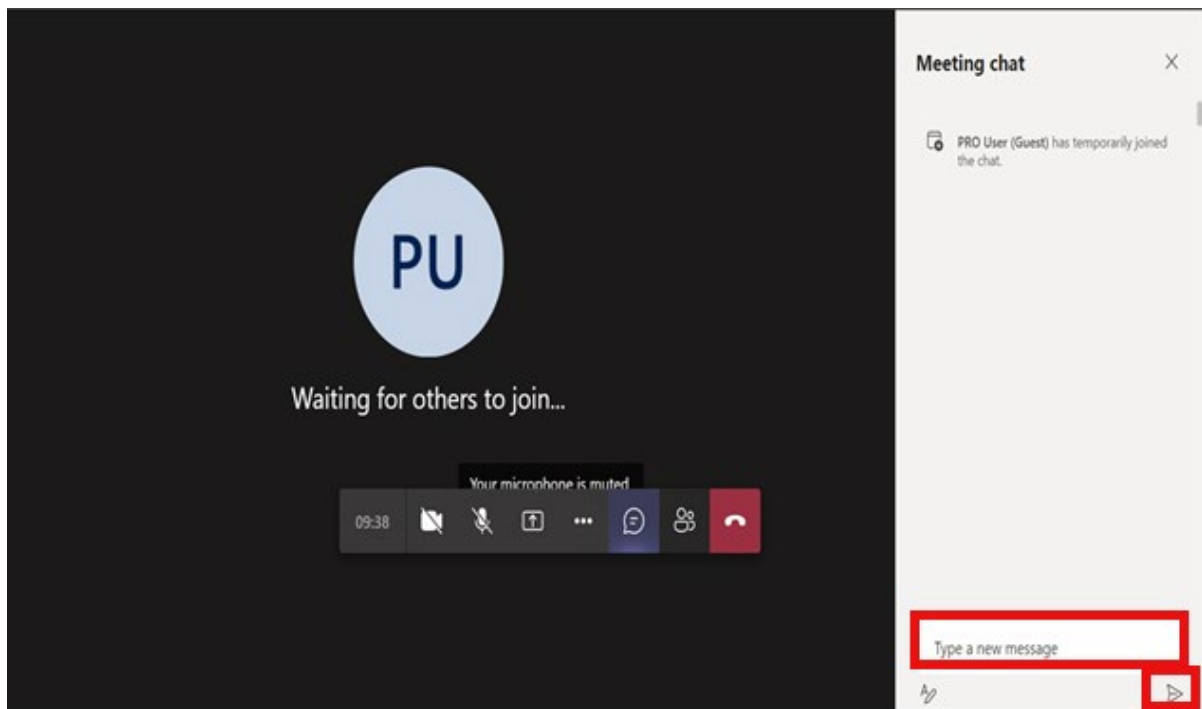 Meeting chat
PRO User (Guest) has temporarily joined
the chat.
PU
Waiting for others to join...
Your microphone is muted
09:38
Type a new message